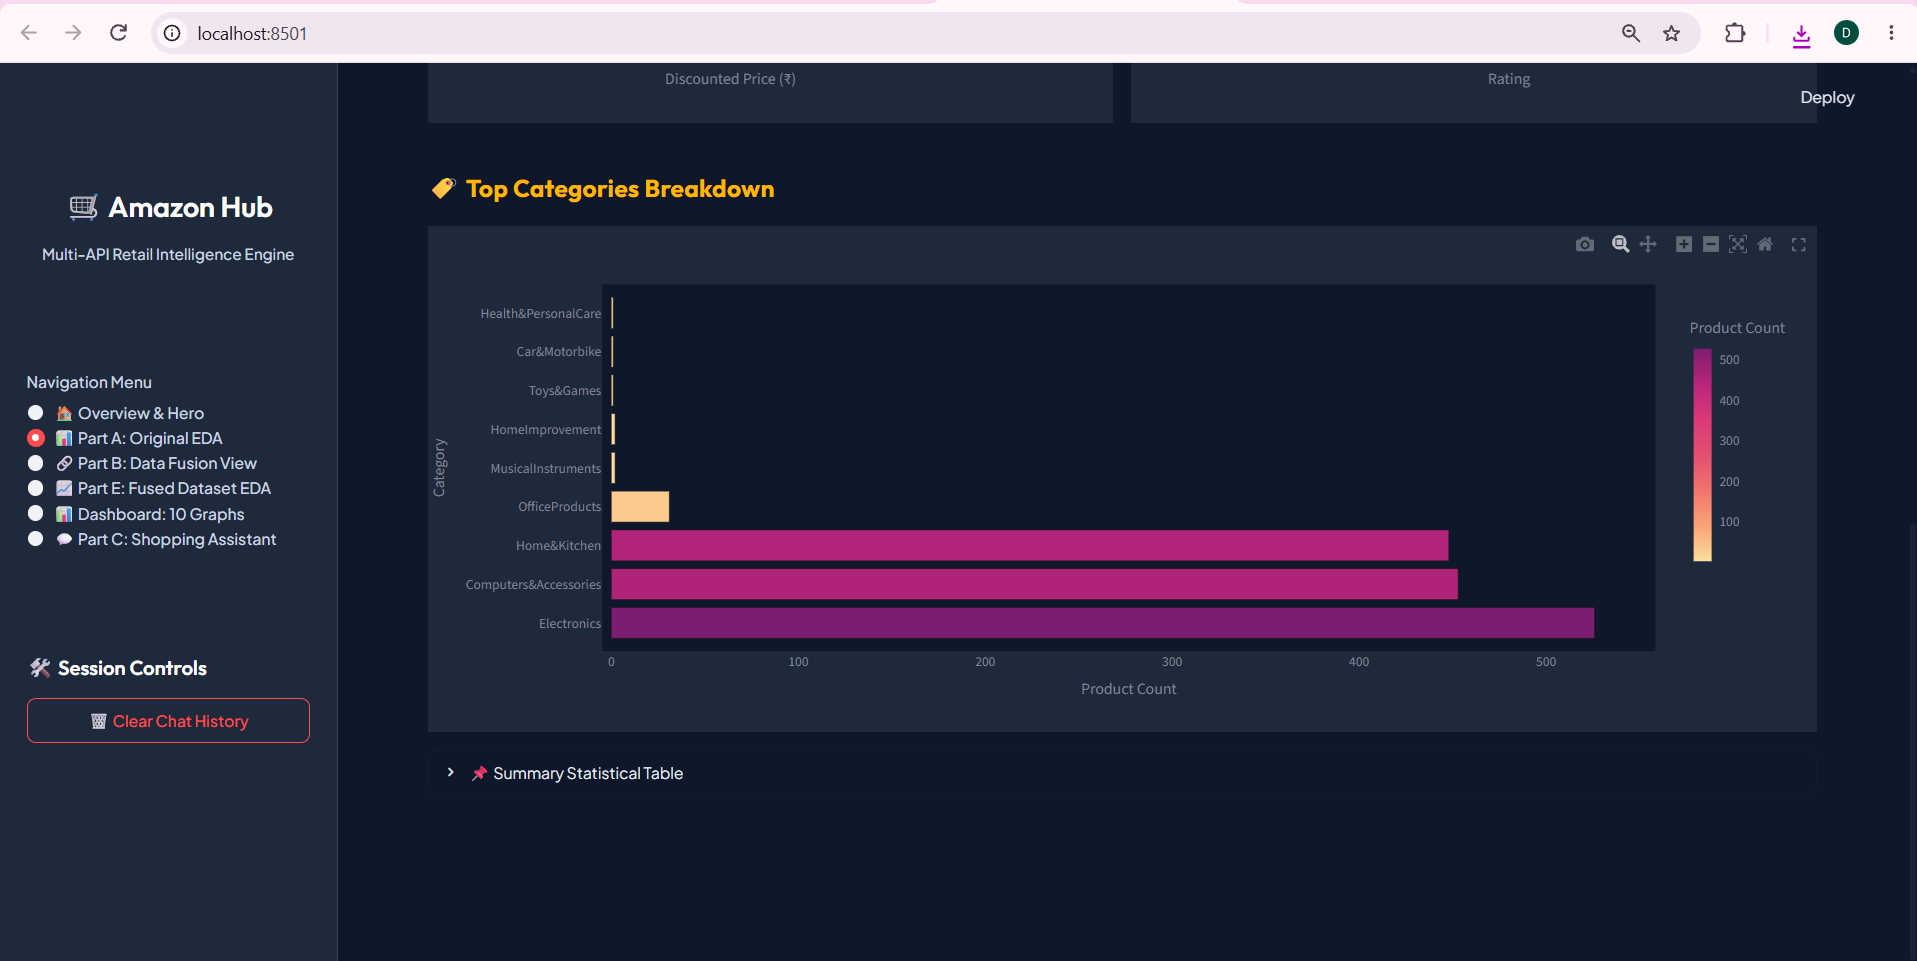 localhost:8501
D
Deploy
🛒 Amazon Hub
Multi-API Retail Intelligence Engine
Navigation Menu
🏠 Overview & Hero
📊 Part A: Original EDA
🔗 Part B: Data Fusion View
📈 Part E: Fused Dataset EDA
📊 Dashboard: 10 Graphs
💬 Part C: Shopping Assistant
🛠️ Session Controls
🗑️ Clear Chat History
Discounted Price (₹)
Rating
🏷️ Top Categories Breakdown
Category
Health&PersonalCare
Car&Motorbike
Toys&Games
HomeImprovement
MusicalInstruments
OfficeProducts
Home&Kitchen
Computers&Accessories
Electronics
0 100 200 300 400 500
Product Count
Product Count
500
400
300
200
100
📌 Summary Statistical Table